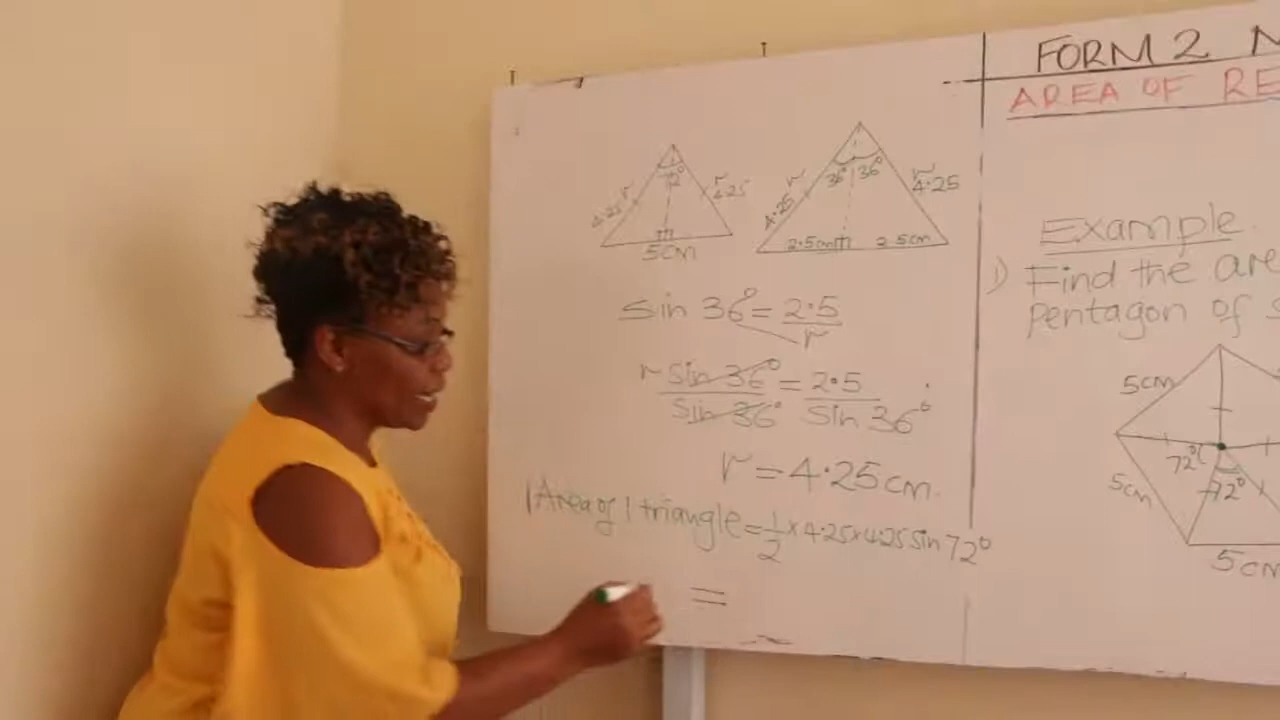 FORM 2
AREA OF RE
r 4.25 72° r 4.25
5cm
r 4.25 36° 36° r 4.25
2.5cm 2.5cm
Sin 36° = 2.5
r
r Sin 36° = 2.5
Sin 36° Sin 36°
r = 4.25cm.
Area of 1 triangle = 1/2 x 4.25 x 4.25 sin 72°
=
Example
1) Find the are
Pentagon of
5cm
72°
72°
5cm
5cm